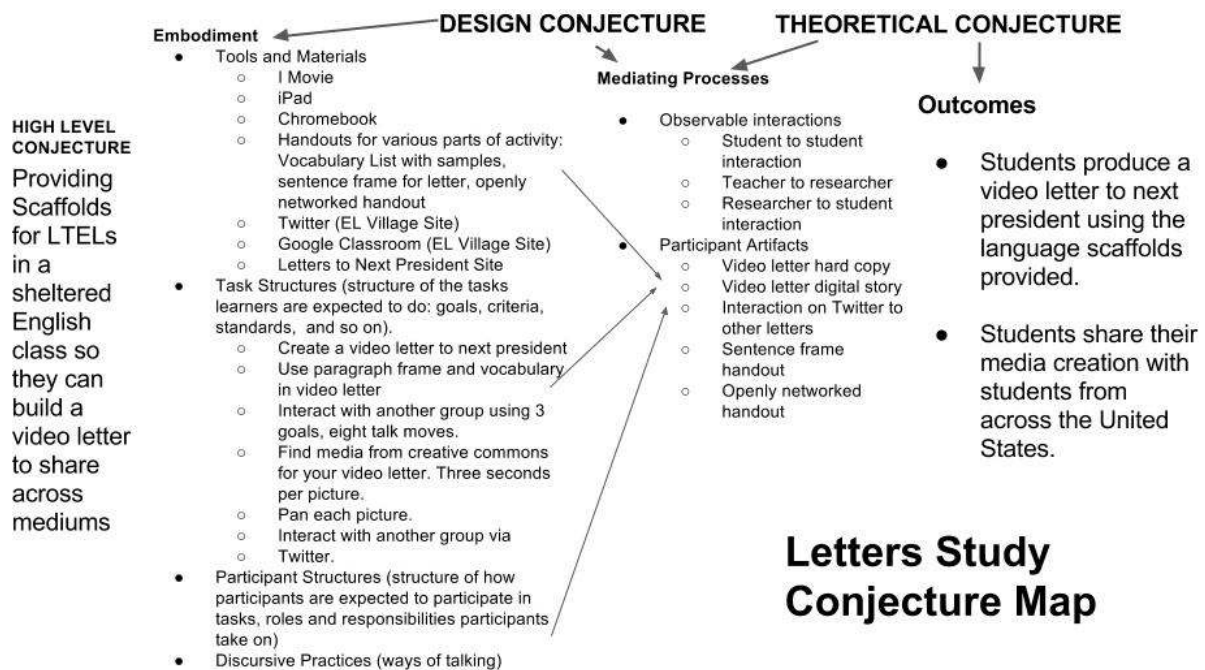 DESIGN CONJECTURE
THEORETICAL CONJECTURE
HIGH LEVEL
CONJECTURE
Providing
Scaffolds
for LTELs
in a
sheltered
English
class so
they can
build a
video letter
to share
across
mediums
Embodiment
● Tools and Materials
○ I Movie
○ iPad
○ Chromebook
○ Handouts for various parts of activity:
Vocabulary List with samples,
sentence frame for letter, openly
networked handout
○ Twitter (EL Village Site)
○ Google Classroom (EL Village Site)
○ Letters to Next President Site
● Task Structures (structure of the tasks
learners are expected to do: goals, criteria,
standards, and so on).
○ Create a video letter to next president
○ Use paragraph frame and vocabulary
in video letter
○ Interact with another group using 3
goals, eight talk moves.
○ Find media from creative commons
for your video letter. Three seconds
per picture.
○ Pan each picture.
○ Interact with another group via
○ Twitter.
● Participant Structures (structure of how
participants are expected to participate in
tasks, roles and responsibilities participants
take on)
● Discursive Practices (ways of talking)
Mediating Processes
● Observable interactions
○ Student to student
interaction
○ Teacher to researcher
○ Researcher to student
interaction
● Participant Artifacts
○ Video letter hard copy
○ Video letter digital story
○ Interaction on Twitter to
other letters
○ Sentence frame
handout
○ Openly networked
handout
Outcomes
● Students produce a
video letter to next
president using the
language scaffolds
provided.
● Students share their
media creation with
students from
across the United
States.
Letters Study
Conjecture Map